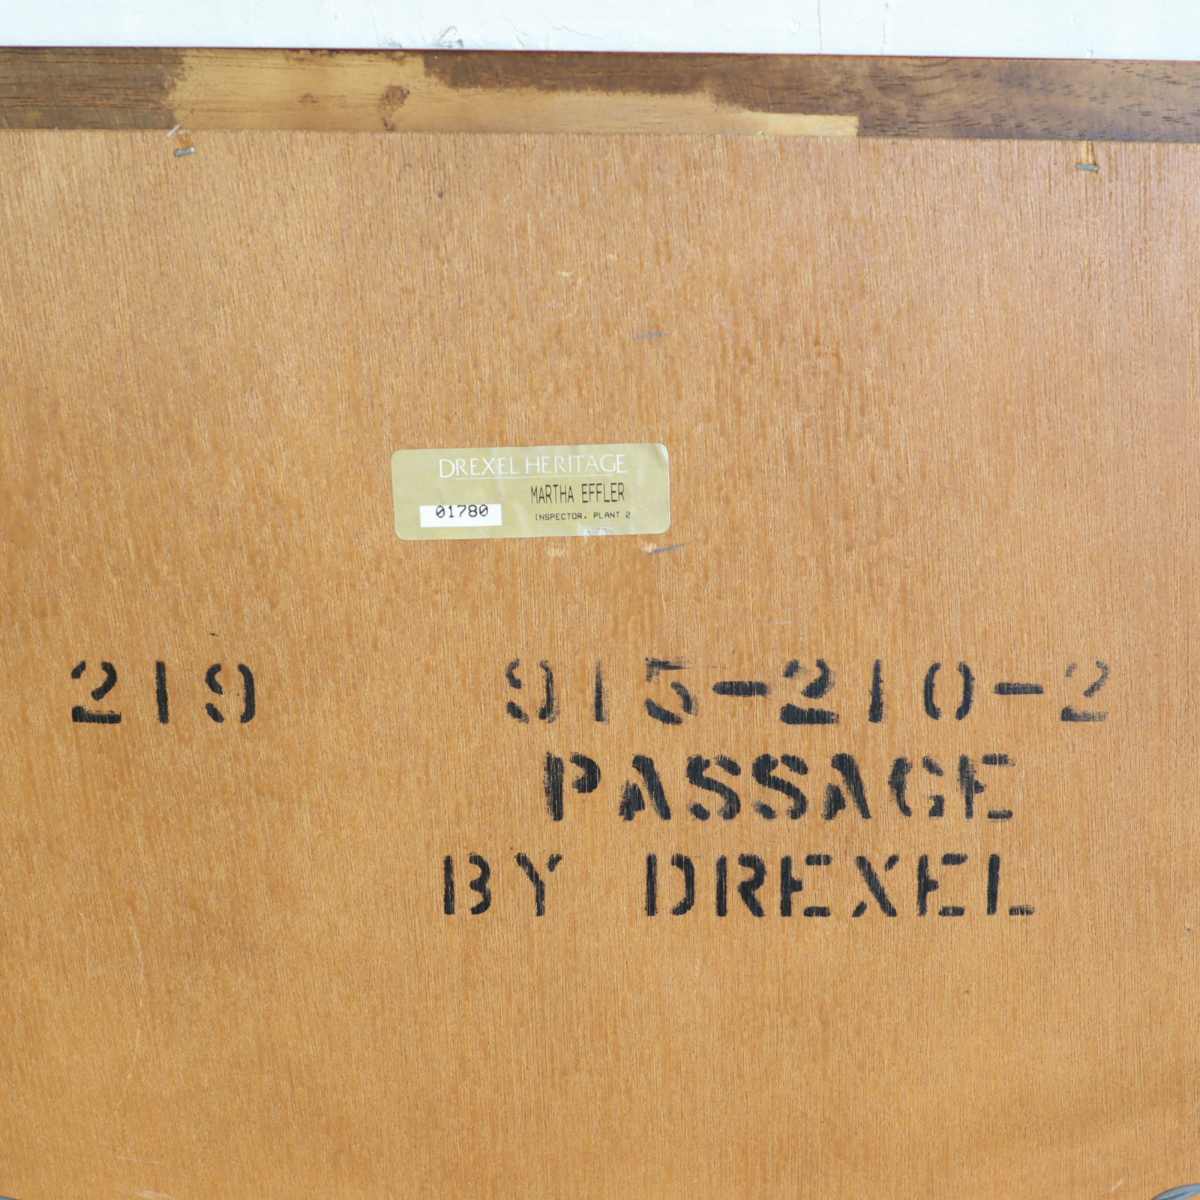 DREXEL HERITAGE
MARTHA EFFLER
01780
INSPECTOR, PLANT 2
219 915-210-2
PASSAGE
BY DREXEL